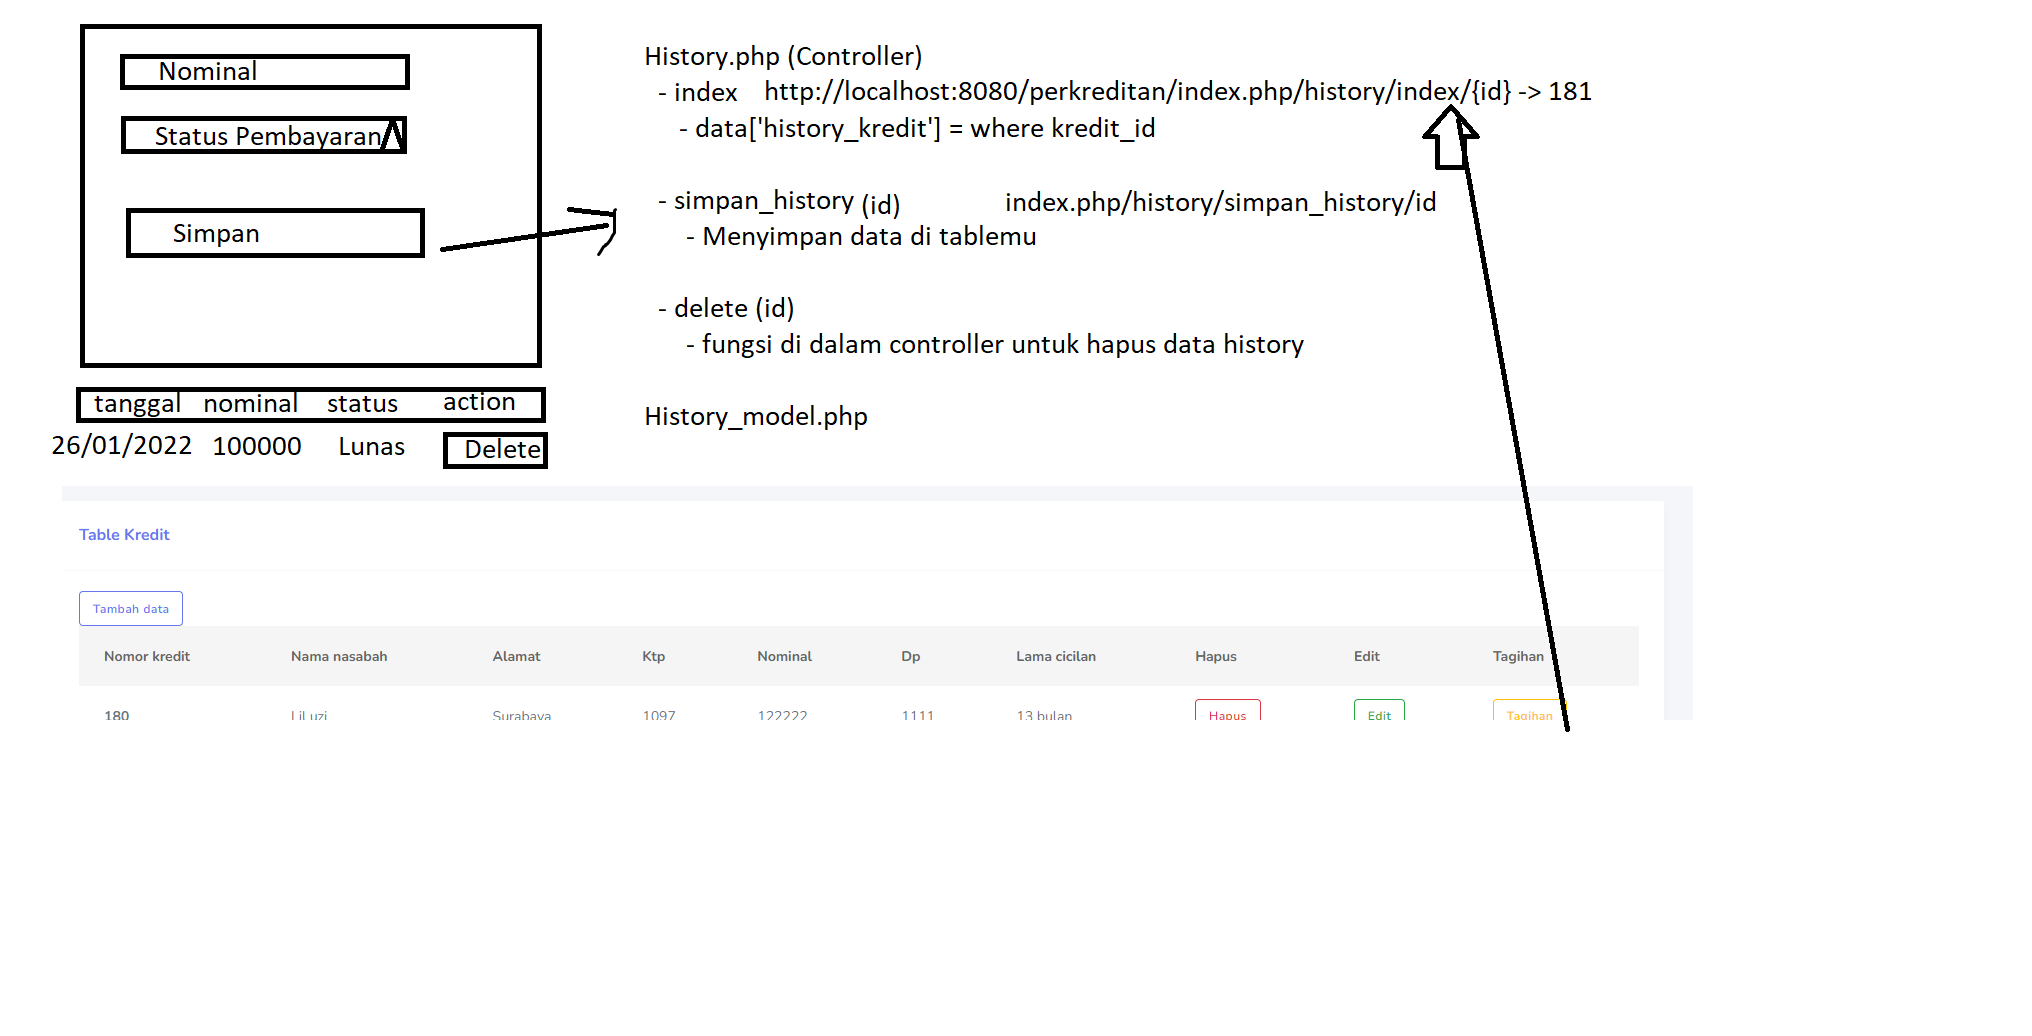 Nominal
Status Pembayaran
Simpan
tanggal nominal status action
26/01/2022 100000 Lunas Delete
History.php (Controller)
- index http://localhost:8080/perkreditan/index.php/history/index/{id} -> 181
- data['history_kredit'] = where kredit_id
- simpan_history (id) index.php/history/simpan_history/id
- Menyimpan data di tablemu
- delete (id)
- fungsi di dalam controller untuk hapus data history
History_model.php
Table Kredit
Tambah data
Nomor kredit Nama nasabah Alamat Ktp Nominal Dp Lama cicilan Hapus Edit Tagihan
180 LiLuzi Surabaya 1097 122222 1111 13 bulan Hapus Edit Tagihan